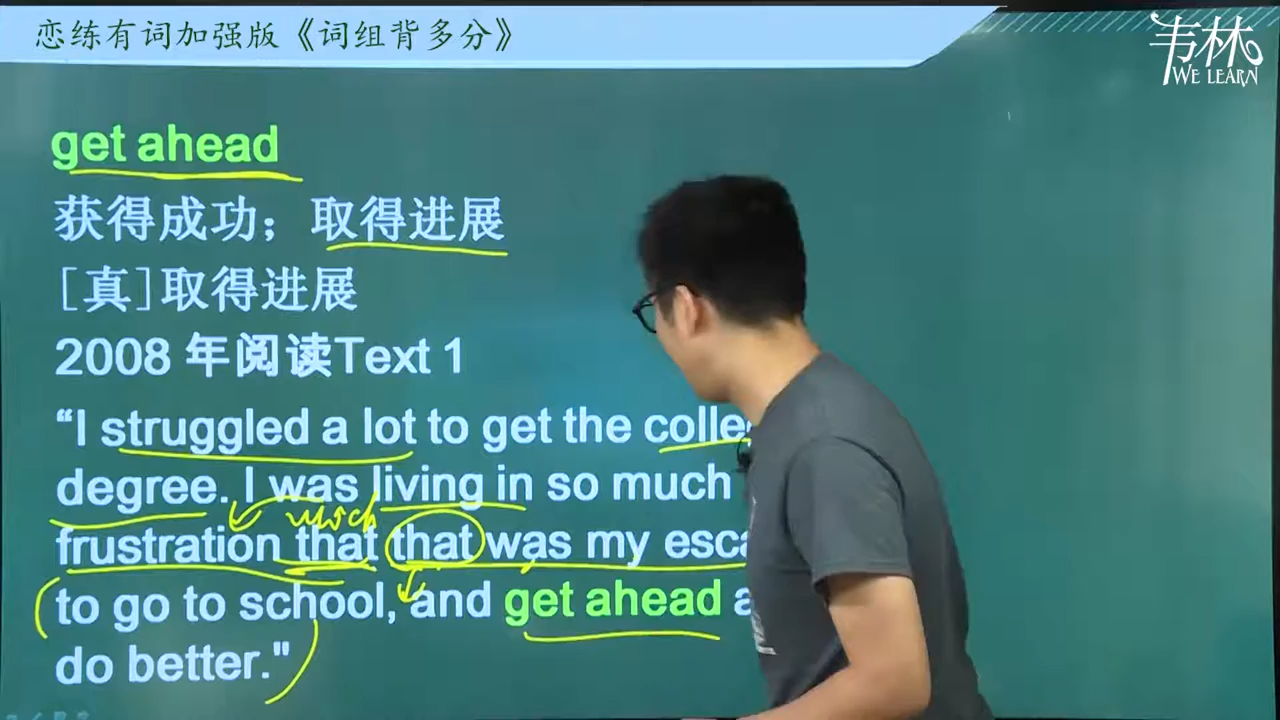 恋练有词加强版《词组背多分》
韦林
WE LEARN
get ahead
获得成功；取得进展
[真]取得进展
2008 年阅读Text 1
“I struggled a lot to get the
degree. I was living in so much
which
frustration that that was my
to go to school, and get ahead
do better."